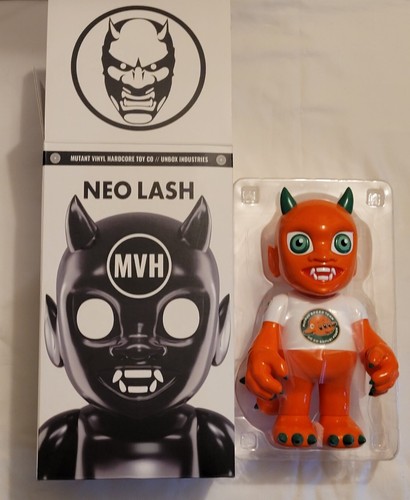 MUTANT VINYL HARDCORE TOY CO // UNBOX INDUSTRIES
NEO LASH
MVH